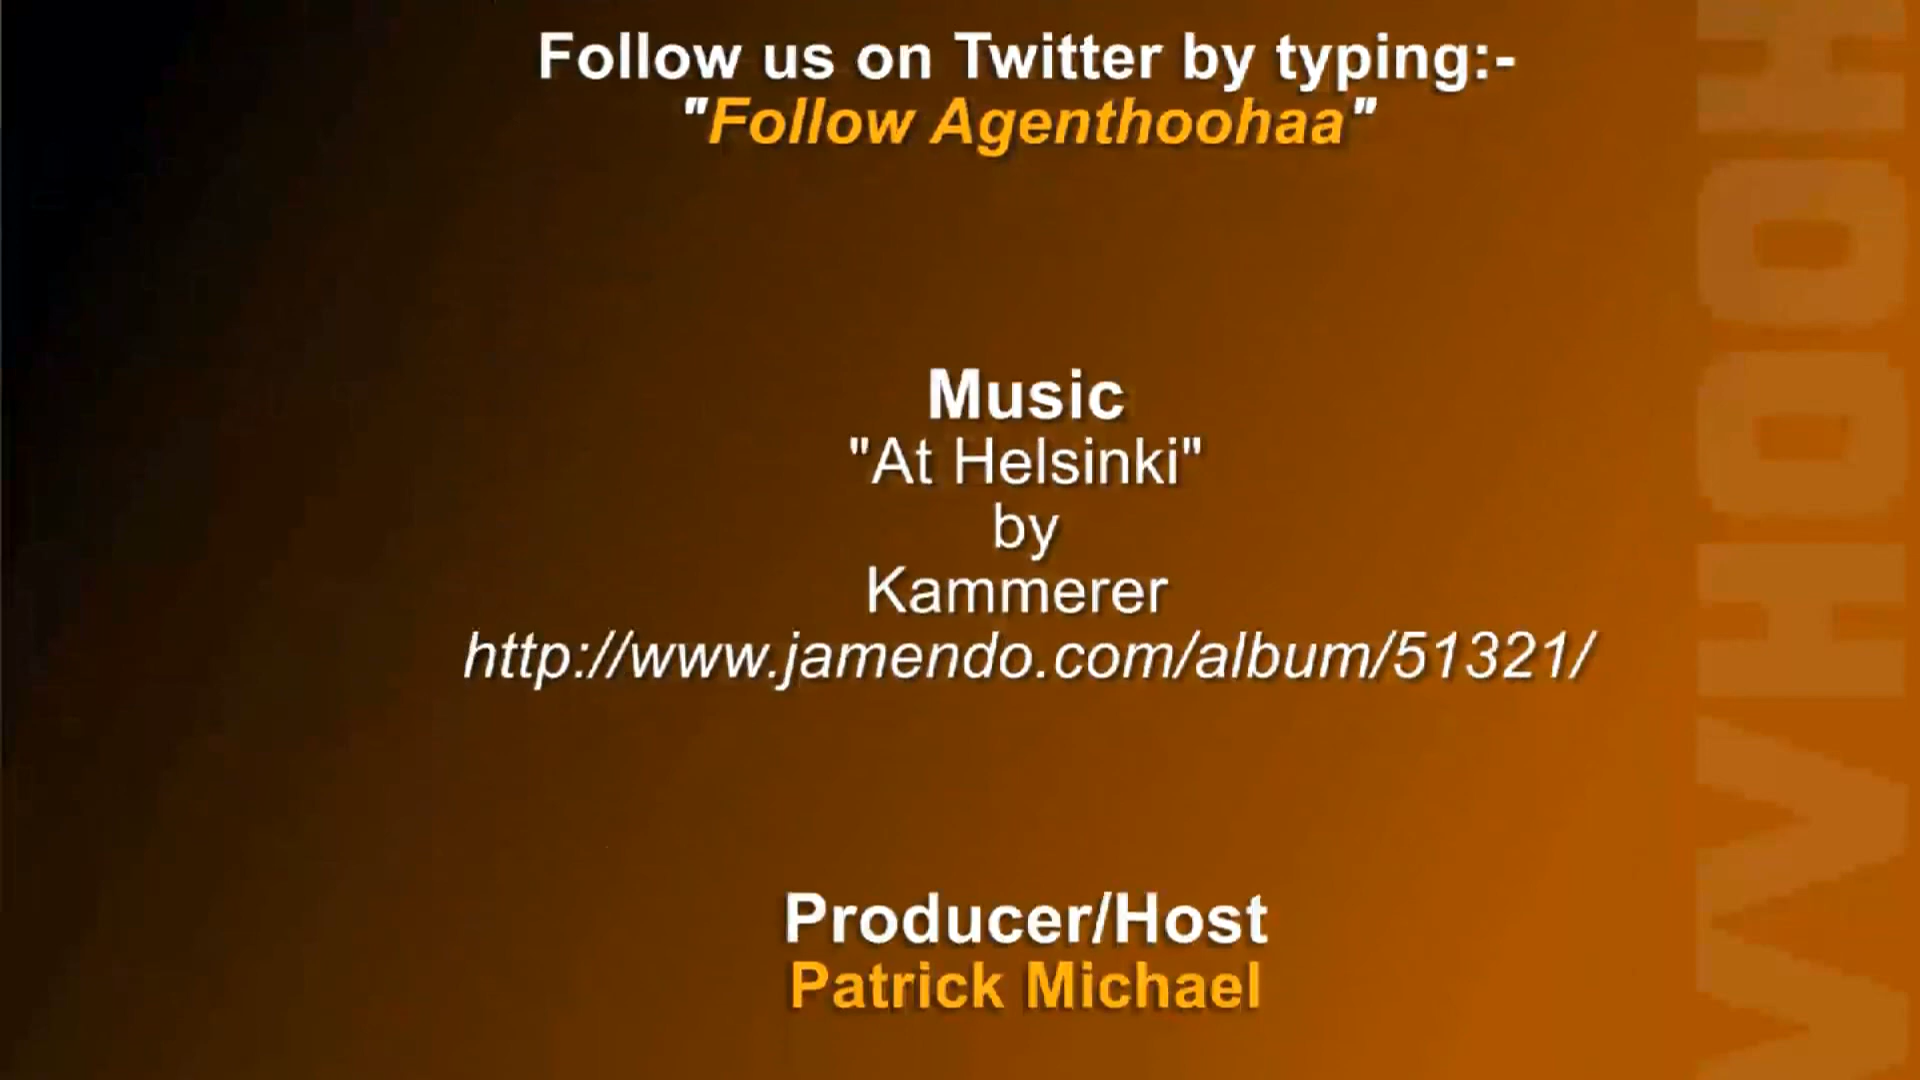 Follow us on Twitter by typing:-
"Follow Agenthoohaa"
Music
"At Helsinki"
by
Kammerer
http://www.jamendo.com/album/51321/
Producer/Host
Patrick Michael